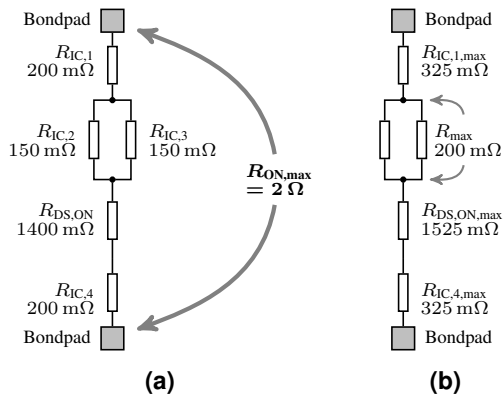 Bondpad
R_IC,1
200 mΩ
R_IC,2
150 mΩ
R_IC,3
150 mΩ
R_ON,max
= 2 Ω
R_DS,ON
1400 mΩ
R_IC,4
200 mΩ
Bondpad
(a)
Bondpad
R_IC,1,max
325 mΩ
R_max
200 mΩ
R_DS,ON,max
1525 mΩ
R_IC,4,max
325 mΩ
Bondpad
(b)